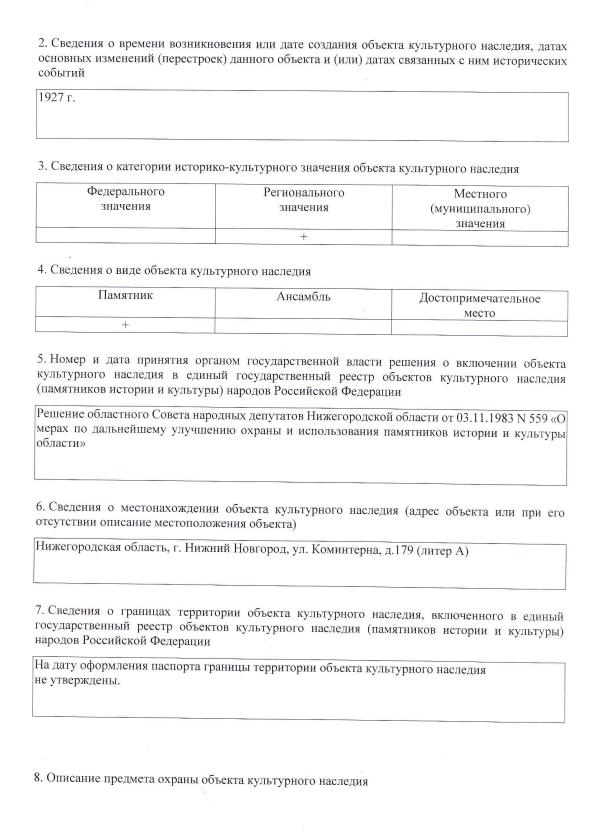 2. Сведения о времени возникновения или дате создания объекта культурного наследия, датах
основных изменений (перестроек) данного объекта и (или) датах связанных с ним исторических
событий
1927 г.
3. Сведения о категории историко-культурного значения объекта культурного наследия
Федерального
значения
Регионального
значения
Местного
(муниципального)
значения
+
4. Сведения о виде объекта культурного наследия
Памятник
Ансамбль
Достопримечательное
место
+
5. Номер и дата принятия органом государственной власти решения о включении объекта
культурного наследия в единый государственный реестр объектов культурного наследия
(памятников истории и культуры) народов Российской Федерации
Решение областного Совета народных депутатов Нижегородской области от 03.11.1983 N 559 «О
мерах по дальнейшему улучшению охраны и использования памятников истории и культуры
области»
6. Сведения о местонахождении объекта культурного наследия (адрес объекта или при его
отсутствии описание местоположения объекта)
Нижегородская область, г. Нижний Новгород, ул. Коминтерна, д.179 (литер А)
7. Сведения о границах территории объекта культурного наследия, включенного в единый
государственный реестр объектов культурного наследия (памятников истории и культуры)
народов Российской Федерации
На дату оформления паспорта границы территории объекта культурного наследия
не утверждены.
8. Описание предмета охраны объекта культурного наследия